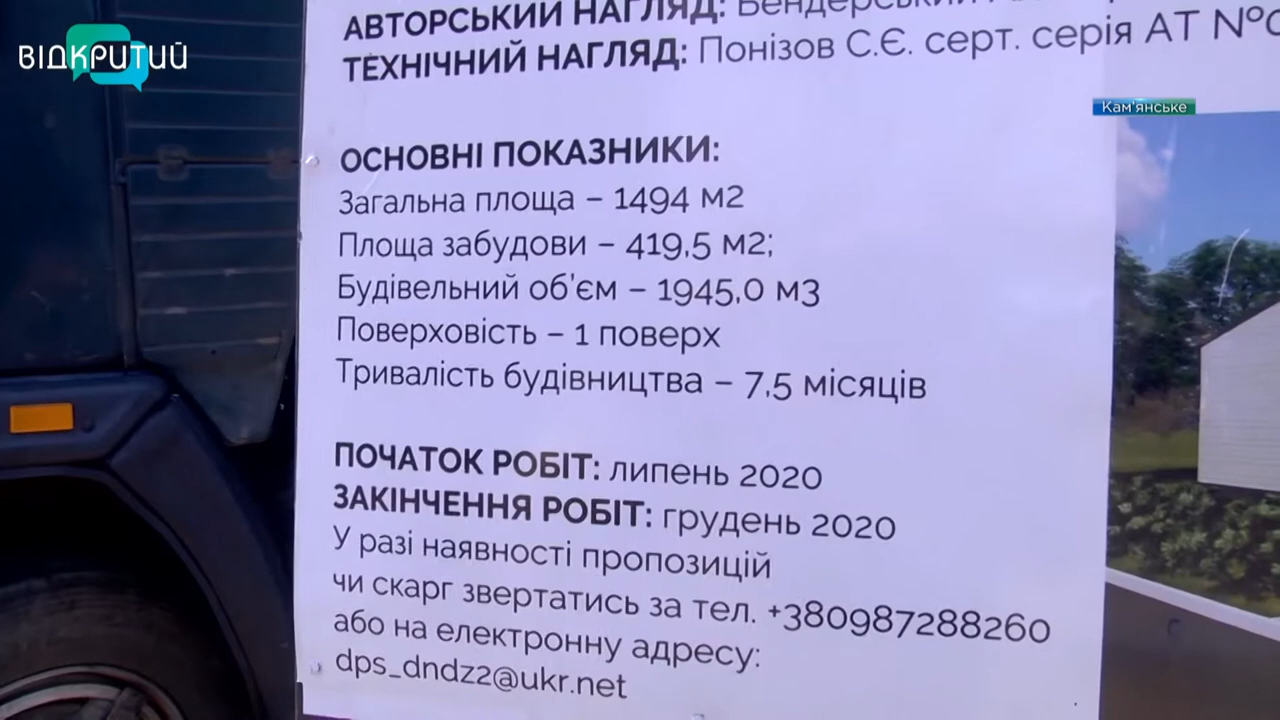 ВІДКРИТИЙ
АВТОРСЬКИЙ НАГЛЯД:
ТЕХНІЧНИЙ НАГЛЯД: Понізов С.Є. серт. серія АТ №
Кам'янське
ОСНОВНІ ПОКАЗНИКИ:
Загальна площа – 1494 м2
Площа забудови – 419,5 м2;
Будівельний об'єм – 1945,0 м3
Поверховість – 1 поверх
Тривалість будівництва – 7,5 місяців
ПОЧАТОК РОБІТ: липень 2020
ЗАКІНЧЕННЯ РОБІТ: грудень 2020
У разі наявності пропозицій
чи скарг звертатись за тел. +380987288260
або на електронну адресу:
dps_dndz2@ukr.net